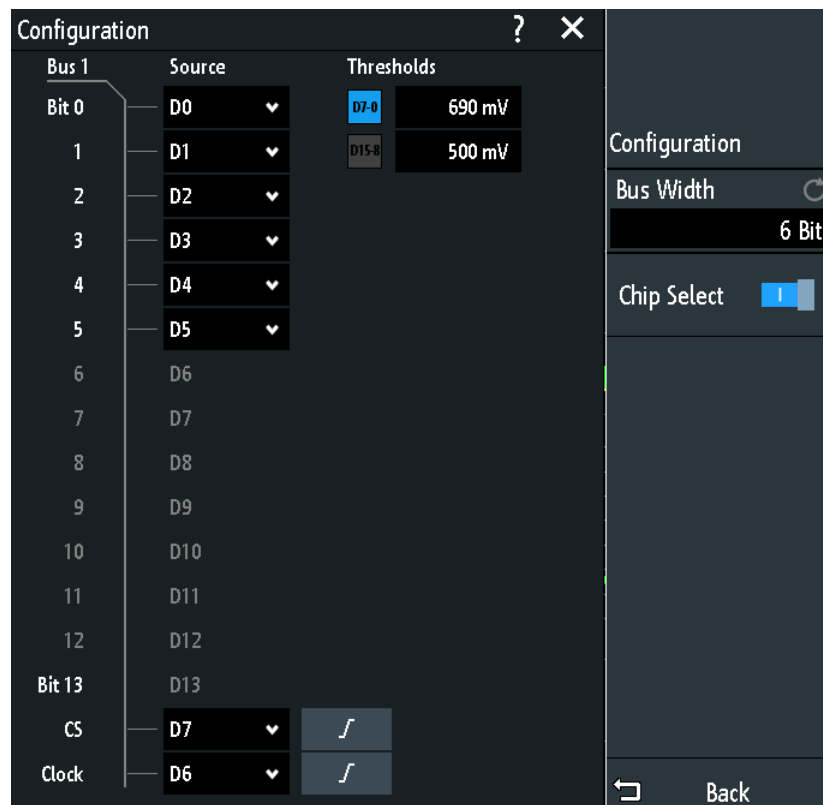 Configuration ? ✕
Bus 1 Source Thresholds
Bit 0 D0 D7-0 690 mV
1 D1 D15-8 500 mV
2 D2
3 D3
4 D4
5 D5
6 D6
7 D7
8 D8
9 D9
10 D10
11 D11
12 D12
Bit 13 D13
CS D7
Clock D6
Configuration
Bus Width
6 Bit
Chip Select I
Back